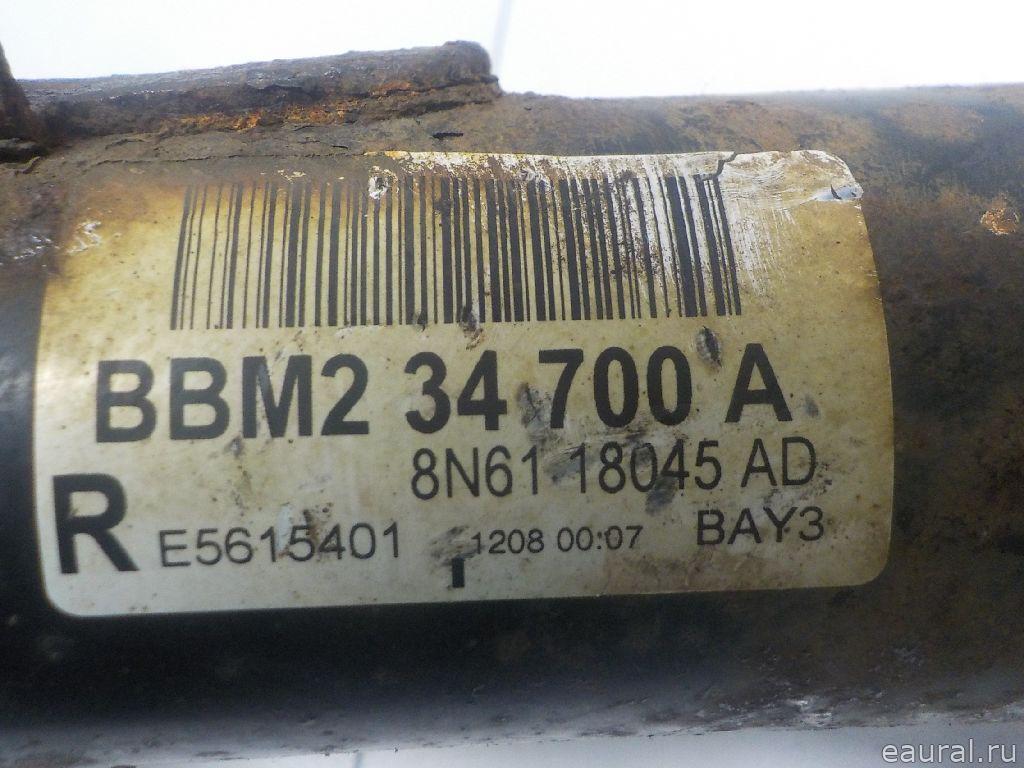 BBM2 34 700 A
8N61 18045 AD
R E5615401 1208 00:07 BAY3
eaural.ru